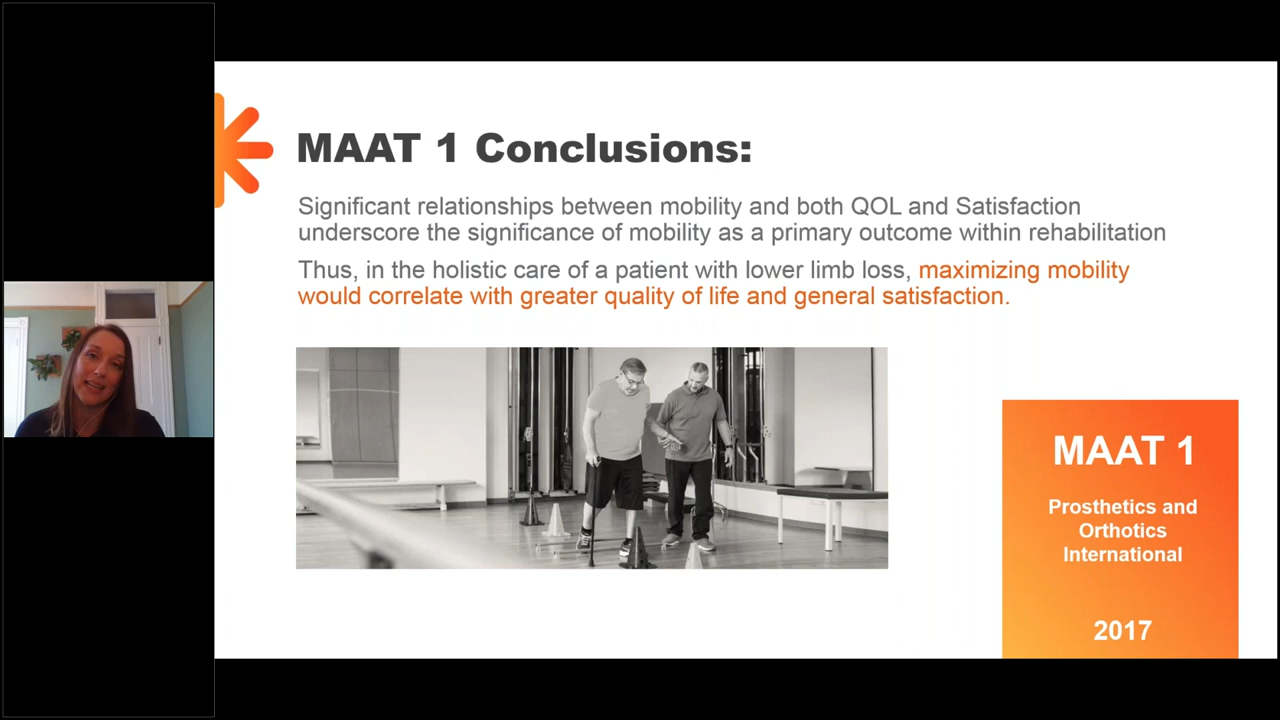 MAAT 1 Conclusions:
Significant relationships between mobility and both QOL and Satisfaction
underscore the significance of mobility as a primary outcome within rehabilitation
Thus, in the holistic care of a patient with lower limb loss, maximizing mobility
would correlate with greater quality of life and general satisfaction.
MAAT 1
Prosthetics and
Orthotics
International
2017